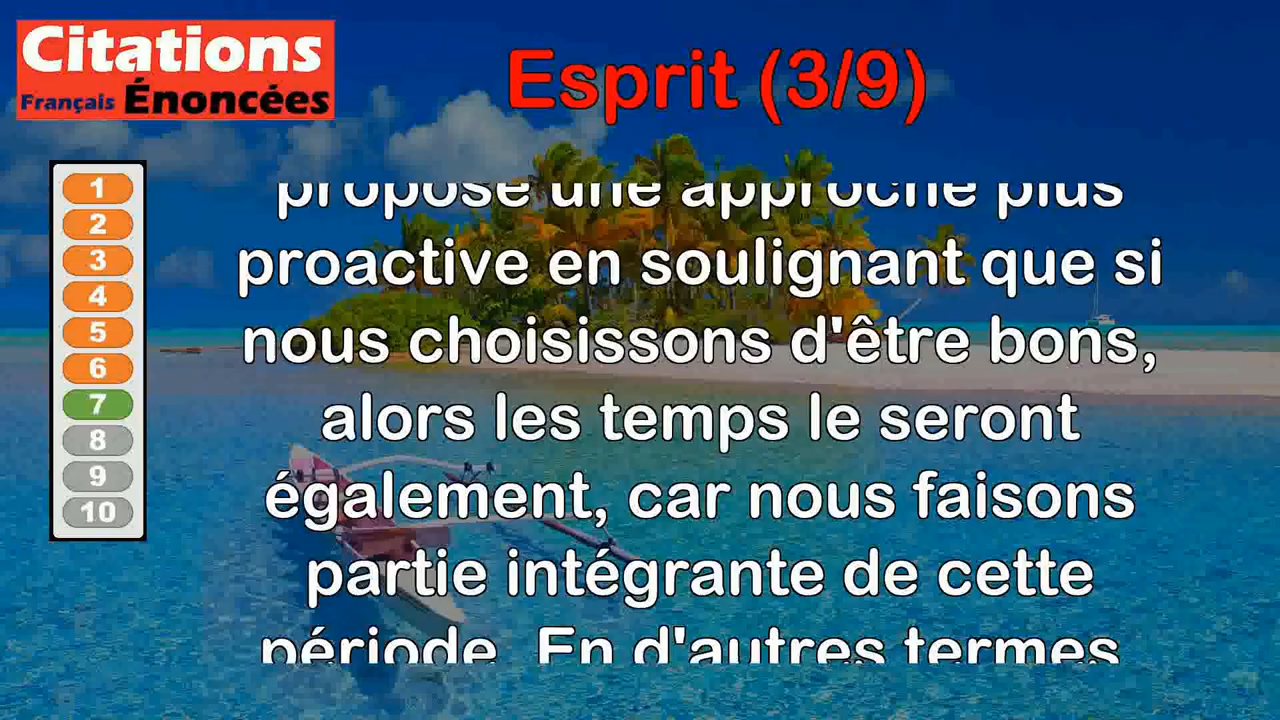 Citations
Français Énoncées
Esprit (3/9)
1
2
3
4
5
6
7
8
9
10
propose une approche plus
proactive en soulignant que si
nous choisissons d'être bons,
alors les temps le seront
également, car nous faisons
partie intégrante de cette
période. En d'autres termes